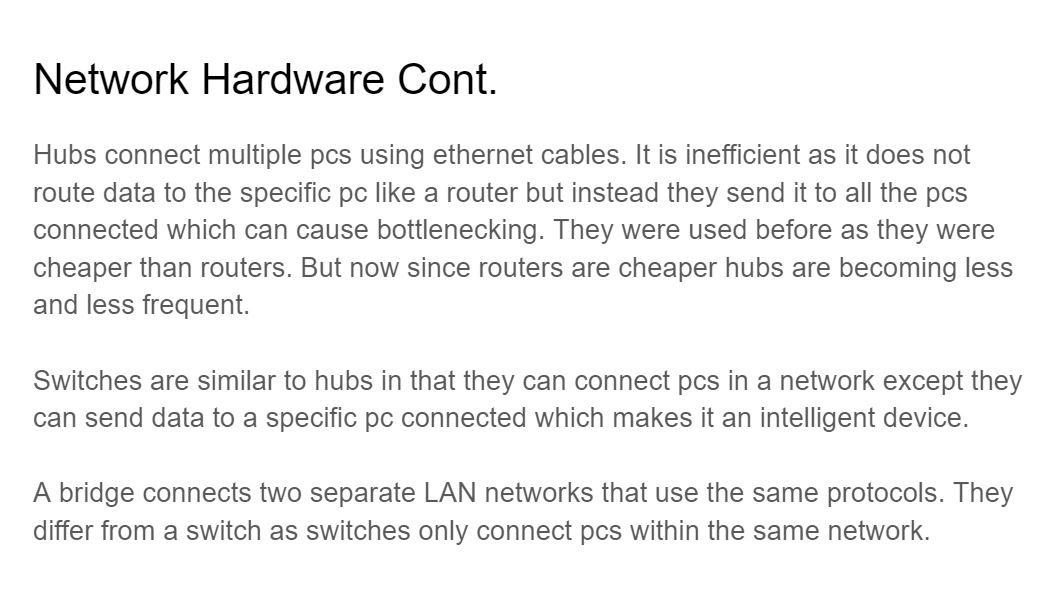 Network Hardware Cont.
Hubs connect multiple pcs using ethernet cables. It is inefficient as it does not
route data to the specific pc like a router but instead they send it to all the pcs
connected which can cause bottlenecking. They were used before as they were
cheaper than routers. But now since routers are cheaper hubs are becoming less
and less frequent.
Switches are similar to hubs in that they can connect pcs in a network except they
can send data to a specific pc connected which makes it an intelligent device.
A bridge connects two separate LAN networks that use the same protocols. They
differ from a switch as switches only connect pcs within the same network.